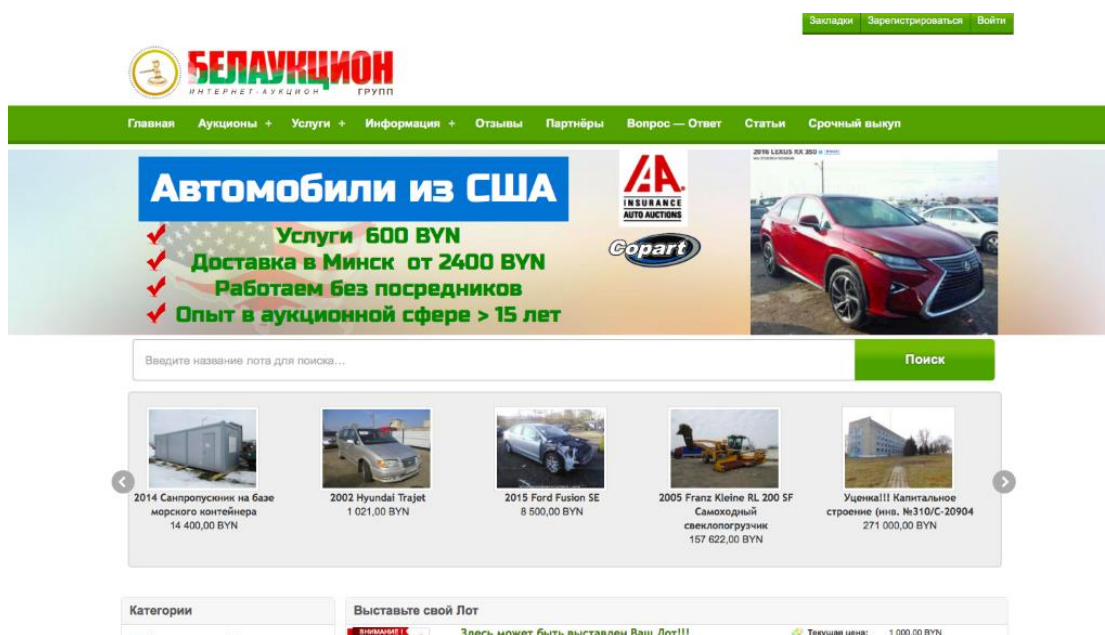 Закладки Зарегистрироваться Войти
БЕЛАУКЦИОН
ИНТЕРНЕТ-АУКЦИОН ГРУПП
Главная Аукционы + Услуги + Информация + Отзывы Партнёры Вопрос — Ответ Статьи Срочный выкуп
2016 LEXUS RX 350
Автомобили из США
IAA.
INSURANCE
AUTO AUCTIONS
Услуги 600 BYN
Copart
Доставка в Минск от 2400 BYN
Работаем без посредников
Опыт в аукционной сфере > 15 лет
Введите название лота для поиска...
Поиск
2014 Санпропускник на базе
морского контейнера
14 400,00 BYN
2002 Hyundai Trajet
1 021,00 BYN
2015 Ford Fusion SE
8 500,00 BYN
2005 Franz Kleine RL 200 SF
Самоходный
свеклопогрузчик
157 622,00 BYN
Уценка!!! Капитальное
строение (инв. №310/С-20904
271 000,00 BYN
Категории
Выставьте свой Лот
ВНИМАНИЕ !
Здесь может быть выставлен Ваш Лот!!!
Текущая цена: 1 000,00 BYN